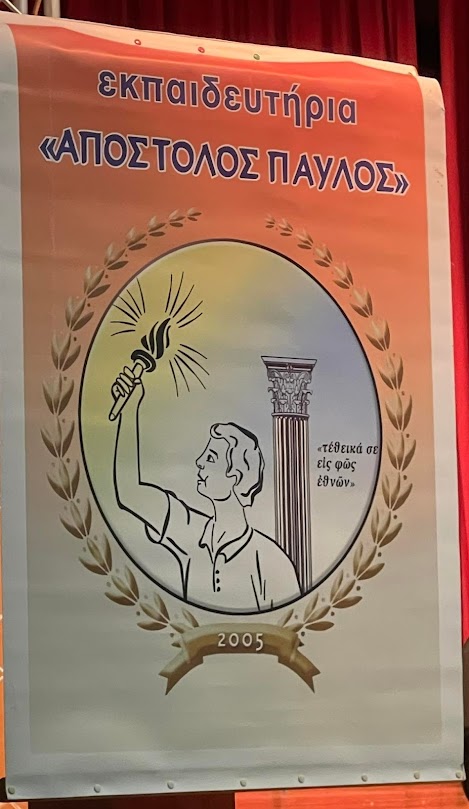 εκπαιδευτήρια
«ΑΠΟΣΤΟΛΟΣ ΠΑΥΛΟΣ»
«τέθεικά σε
εἰς φῶς
ἐθνῶν»
2005